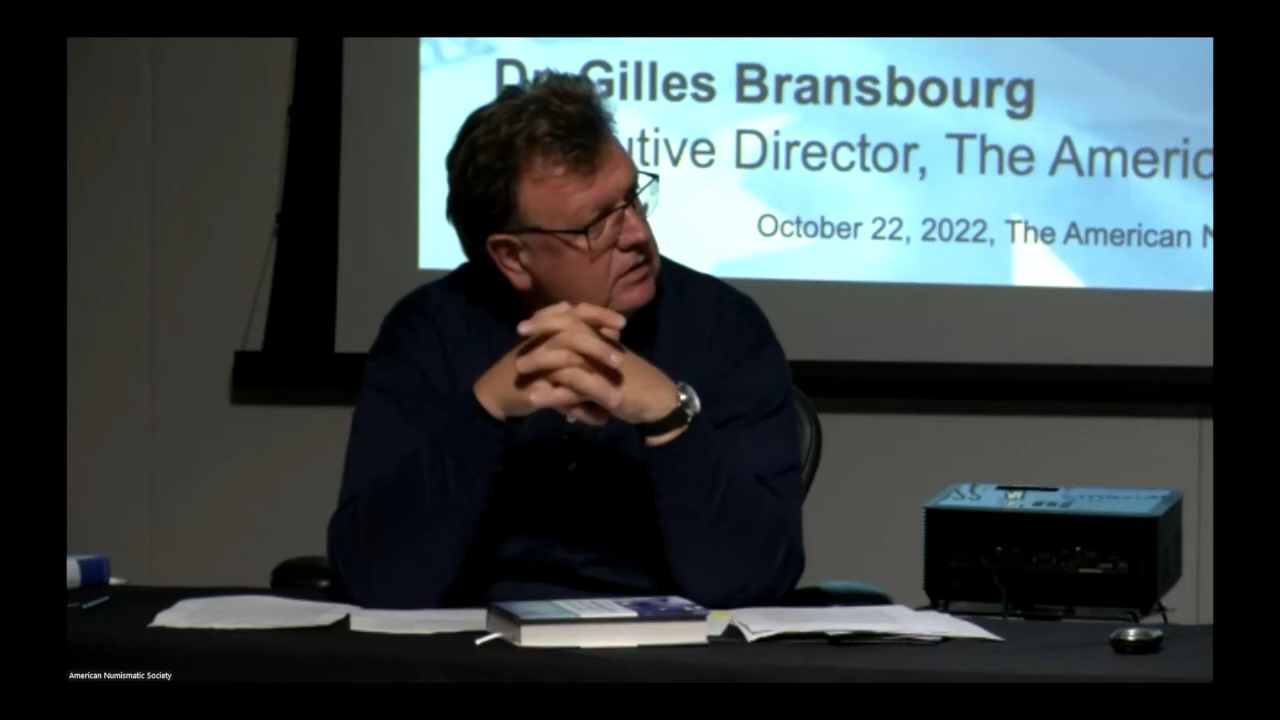 Dr. Gilles Bransbourg
utive Director, The Americ
October 22, 2022, The American N
American Numismatic Society